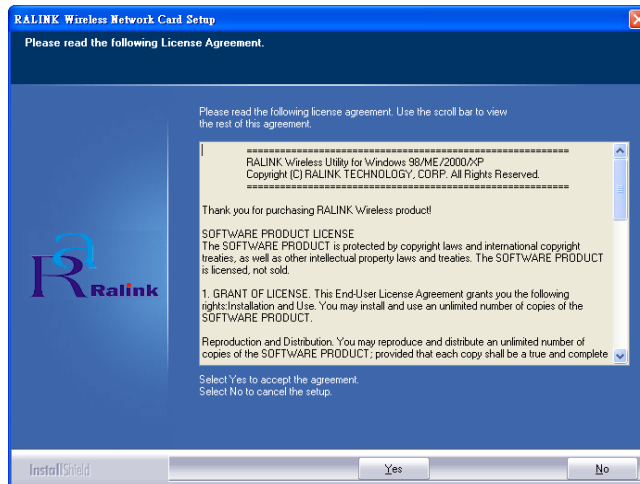 RALINK Wireless Network Card Setup
Please read the following License Agreement.
Please read the following license agreement. Use the scroll bar to view
the rest of this agreement.
==================================================
RALINK Wireless Utility for Windows 98/ME/2000/XP
Copyright (C) RALINK TECHNOLOGY, CORP. All Rights Reserved.
==================================================
Thank you for purchasing RALINK Wireless product!
SOFTWARE PRODUCT LICENSE
The SOFTWARE PRODUCT is protected by copyright laws and international copyright
treaties, as well as other intellectual property laws and treaties. The SOFTWARE PRODUCT
is licensed, not sold.
1. GRANT OF LICENSE. This End-User License Agreement grants you the following
rights:Installation and Use. You may install and use an unlimited number of copies of the
SOFTWARE PRODUCT.
Reproduction and Distribution. You may reproduce and distribute an unlimited number of
copies of the SOFTWARE PRODUCT; provided that each copy shall be a true and complete
Ralink
Select Yes to accept the agreement.
Select No to cancel the setup.
InstallShield
Yes
No